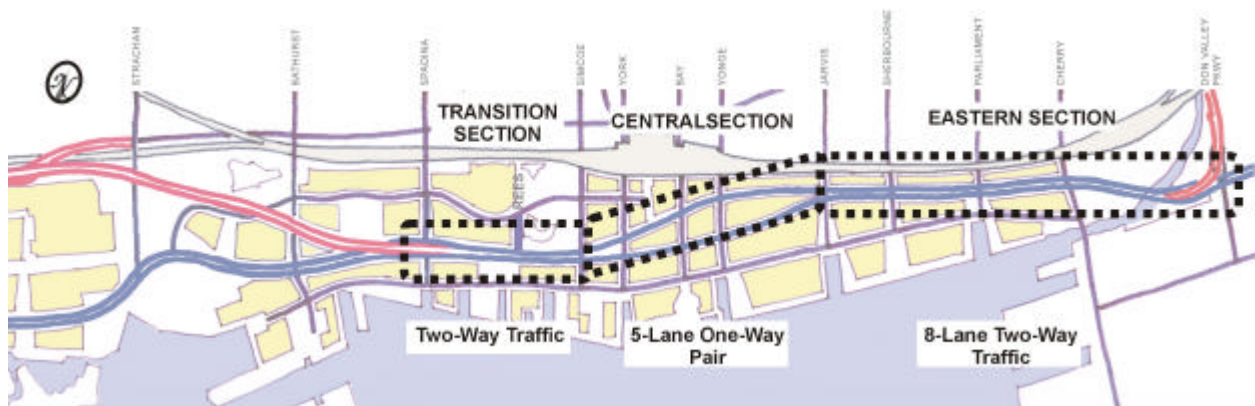 STRACHAN
BATHURST
SPADINA
SIMCOE
YORK
BAY
YONGE
JARVIS
SHERBOURNE
PARLIAMENT
CHERRY
DON VALLEY
PKWY
TRANSITION
SECTION
CENTRALSECTION
EASTERN SECTION
REES
Two-Way Traffic
5-Lane One-Way
Pair
8-Lane Two-Way
Traffic
N